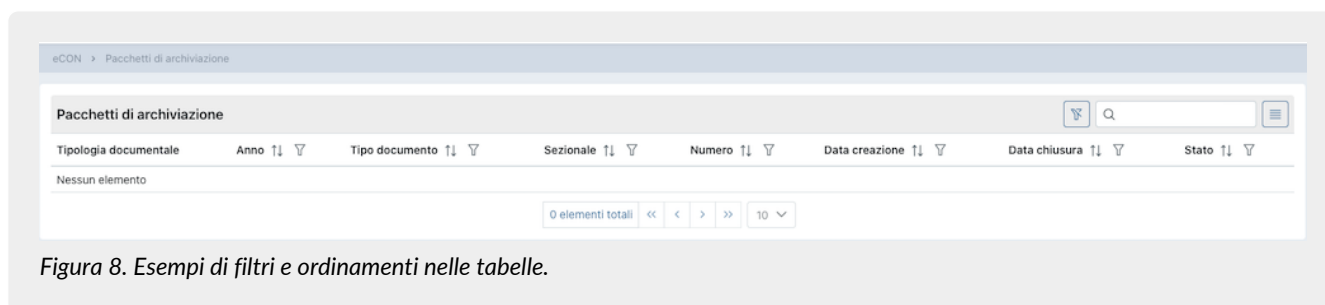 eCON > Pacchetti di archiviazione
Pacchetti di archiviazione
Tipologia documentale Anno Tipo documento Sezionale Numero Data creazione Data chiusura Stato
Nessun elemento
0 elementi totali << < > >> 10
Figura 8. Esempi di filtri e ordinamenti nelle tabelle.